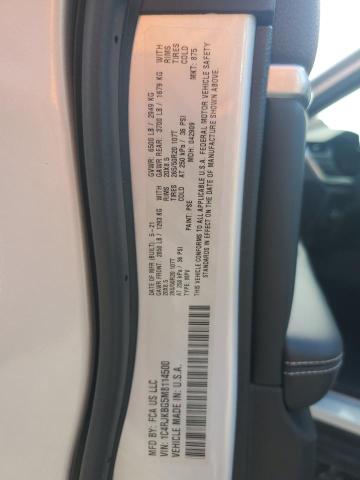 MFD BY: FCA US LLC
VIN: 1C4RJKBG5M8114500
VEHICLE MADE IN: U.S.A.
DATE OF MFR (BUILT): 5-21
GAWR FRONT: 2850 LB / 1293 KG
20X8.5
265/50R20 107T
AT 250 kPa / 36 PSI
TYPE: MPV
THIS VEHICLE CONFORMS TO ALL APPLICABLE U.S.A. FEDERAL MOTOR VEHICLE SAFETY
STANDARDS IN EFFECT ON THE DATE OF MANUFACTURE SHOWN ABOVE
WITH
RIMS
TIRES
COLD
PAINT: PSE
GVWR: 6500 LB / 2949 KG
GAWR REAR: 3700 LB / 1679 KG
20X8.5
265/50R20 107T
AT 250 kPa / 36 PSI
MDH: 042909
WITH
RIMS
TIRES
COLD
MKT: 875